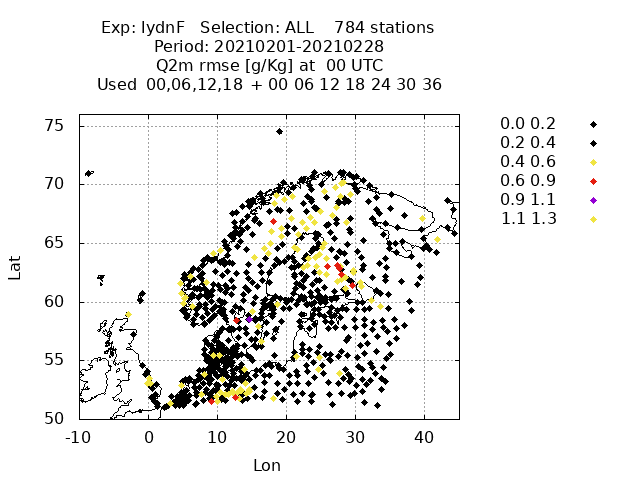 Exp: IydnF Selection: ALL 784 stations
Period: 20210201-20210228
Q2m rmse [g/Kg] at 00 UTC
Used 00,06,12,18 + 00 06 12 18 24 30 36
75
70
65
60
55
50
-10 0 10 20 30 40
Lat
Lon
0.0 0.2
0.2 0.4
0.4 0.6
0.6 0.9
0.9 1.1
1.1 1.3